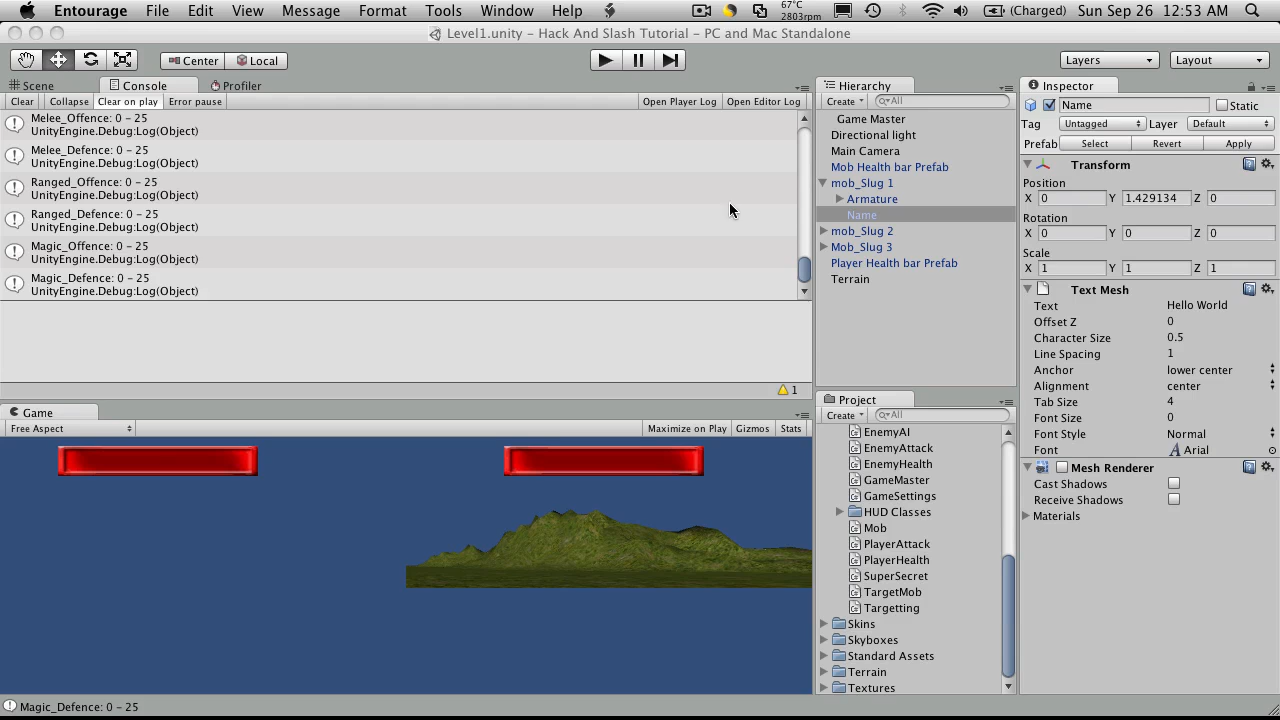 Entourage File Edit View Message Format Tools Window Help 67°C 2803rpm (Charged) Sun Sep 26 12:53 AM
Level1.unity - Hack And Slash Tutorial - PC and Mac Standalone
Center Local Layers Layout
Scene Console Profiler
Clear Collapse Clear on play Error pause Open Player Log Open Editor Log
Melee_Offence: 0 - 25
UnityEngine.Debug:Log(Object)
Melee_Defence: 0 - 25
UnityEngine.Debug:Log(Object)
Ranged_Offence: 0 - 25
UnityEngine.Debug:Log(Object)
Ranged_Defence: 0 - 25
UnityEngine.Debug:Log(Object)
Magic_Offence: 0 - 25
UnityEngine.Debug:Log(Object)
Magic_Defence: 0 - 25
UnityEngine.Debug:Log(Object)
1
Game
Free Aspect Maximize on Play Gizmos Stats
Magic_Defence: 0 - 25
Hierarchy
Create All
Game Master
Directional light
Main Camera
Mob Health bar Prefab
mob_Slug 1
Armature
Name
mob_Slug 2
Mob_Slug 3
Player Health bar Prefab
Terrain
Project
Create All
EnemyAI
EnemyAttack
EnemyHealth
GameMaster
GameSettings
HUD Classes
Mob
PlayerAttack
PlayerHealth
SuperSecret
TargetMob
Targetting
Skins
Skyboxes
Standard Assets
Terrain
Textures
Inspector
Name Static
Tag Untagged Layer Default
Prefab Select Revert Apply
Transform
Position
X 0 Y 1.429134 Z 0
Rotation
X 0 Y 0 Z 0
Scale
X 1 Y 1 Z 1
Text Mesh
Text Hello World
Offset Z 0
Character Size 0.5
Line Spacing 1
Anchor lower center
Alignment center
Tab Size 4
Font Size 0
Font Style Normal
Font A Arial
Mesh Renderer
Cast Shadows
Receive Shadows
Materials